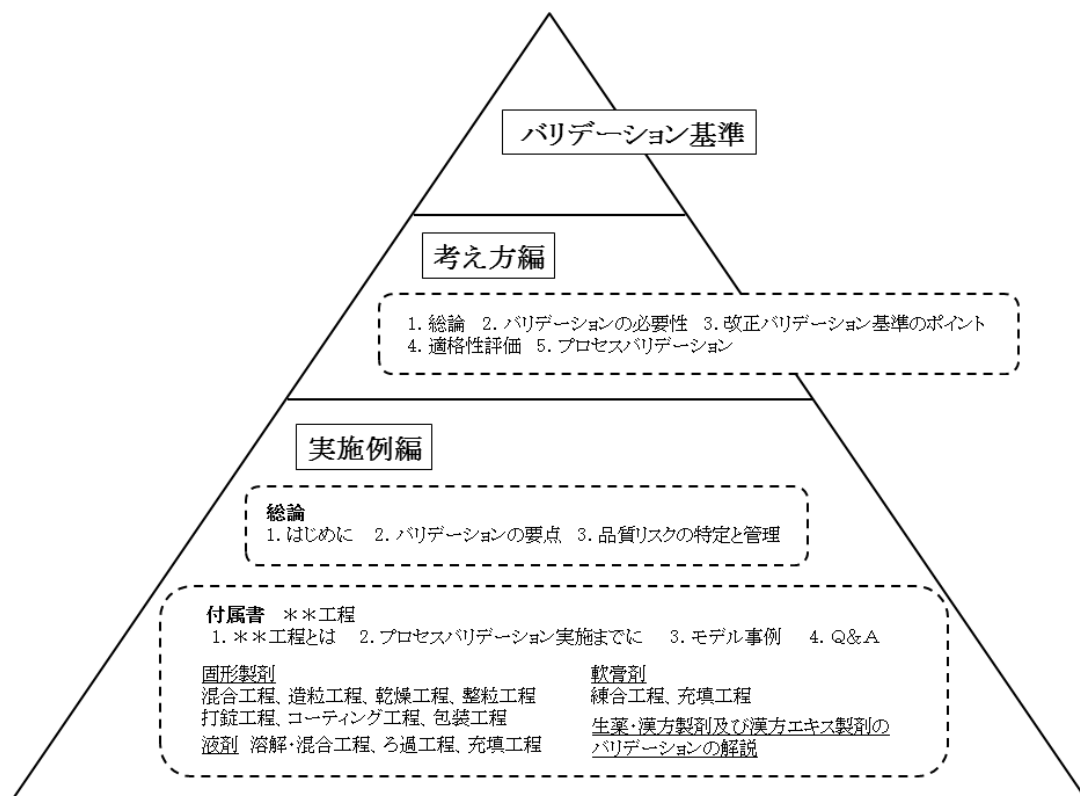 バリデーション基準
考え方編
1. 総論 2. バリデーションの必要性 3. 改正バリデーション基準のポイント
4. 適格性評価 5. プロセスバリデーション
実施例編
総論
1. はじめに 2. バリデーションの要点 3. 品質リスクの特定と管理
付属書 ＊＊工程
1. ＊＊工程とは 2. プロセスバリデーション実施までに 3. モデル事例 4. Q&A
固形製剤
混合工程、造粒工程、乾燥工程、整粒工程
打錠工程、コーティング工程、包装工程
液剤 溶解・混合工程、ろ過工程、充填工程
軟膏剤
練合工程、充填工程
生薬・漢方製剤及び漢方エキス製剤の
バリデーションの解説